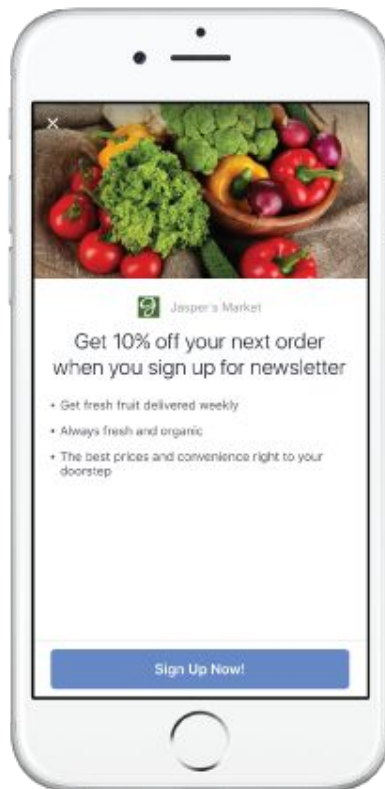 Jasper's Market
Get 10% off your next order
when you sign up for newsletter
• Get fresh fruit delivered weekly
• Always fresh and organic
• The best prices and convenience right to your
doorstep
Sign Up Now!